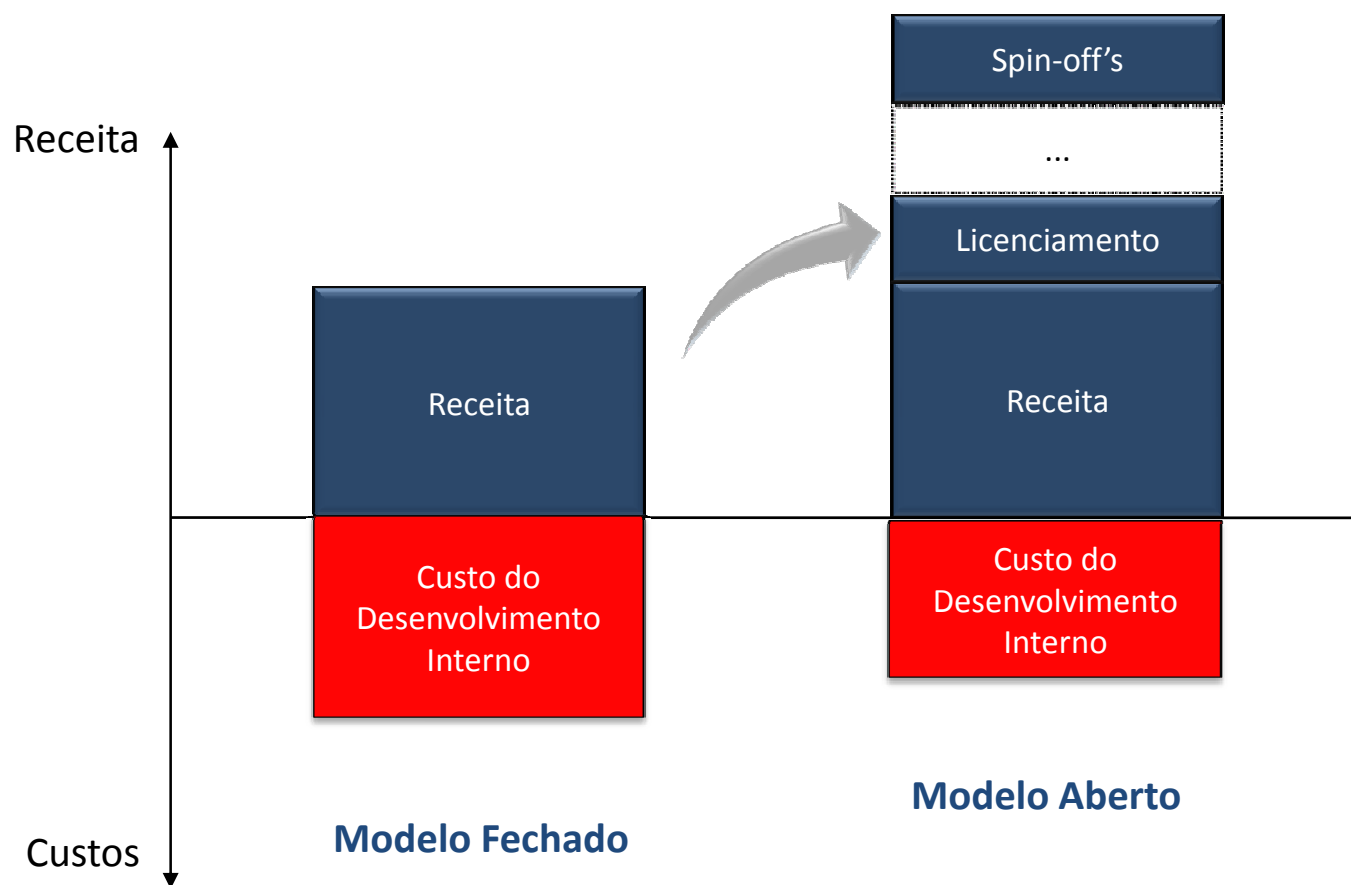 Spin-off’s
Receita
...
Licenciamento
Receita
Receita
Custo do
Desenvolvimento
Interno
Custo do
Desenvolvimento
Interno
Modelo Aberto
Modelo Fechado
Custos